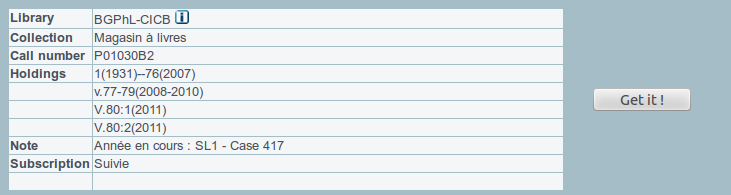 Library BGPhL-CICB i
Collection Magasin à livres
Call number P01030B2
Holdings 1(1931)--76(2007)
v.77-79(2008-2010)
V.80:1(2011)
V.80:2(2011)
Note Année en cours : SL1 - Case 417
Subscription Suivie
Get it !